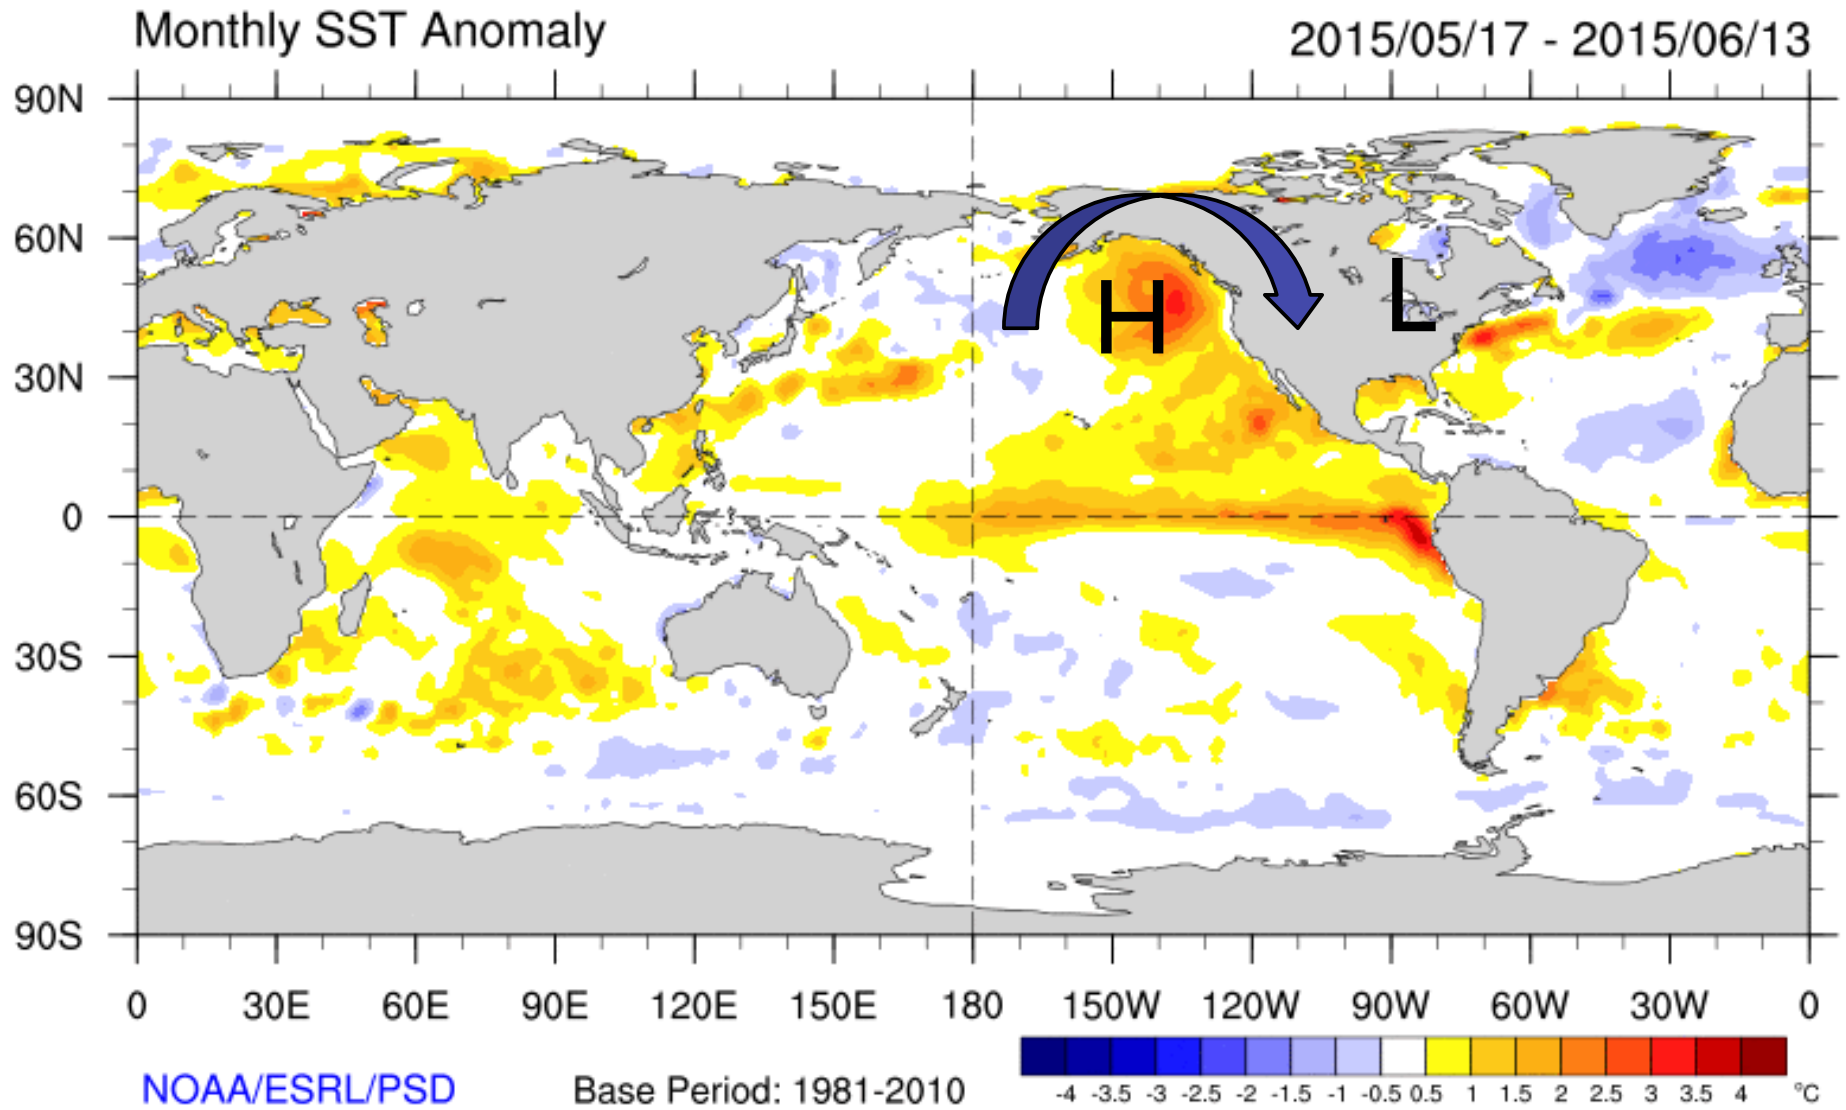 Monthly SST Anomaly
2015/05/17 - 2015/06/13
90N
60N
30N
0
30S
60S
90S
H
L
0 30E 60E 90E 120E 150E 180 150W 120W 90W 60W 30W 0
NOAA/ESRL/PSD
Base Period: 1981-2010
-4 -3.5 -3 -2.5 -2 -1.5 -1 -0.5 0.5 1 1.5 2 2.5 3 3.5 4 °C